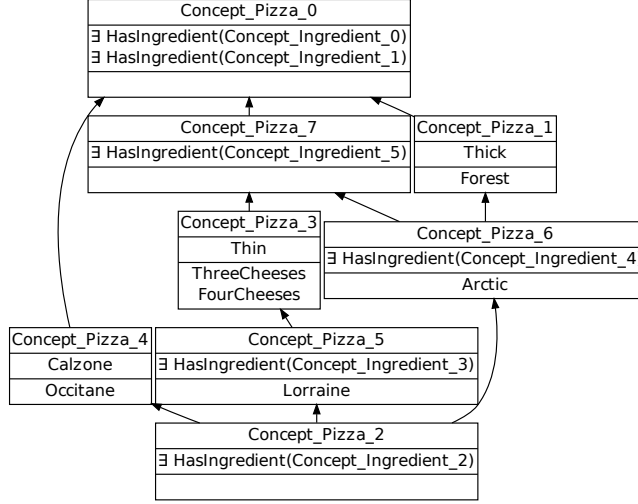 Concept_Pizza_0
∃ HasIngredient(Concept_Ingredient_0)
∃ HasIngredient(Concept_Ingredient_1)
Concept_Pizza_7
∃ HasIngredient(Concept_Ingredient_5)
Concept_Pizza_1
Thick
Forest
Concept_Pizza_3
Thin
ThreeCheeses
FourCheeses
Concept_Pizza_6
∃ HasIngredient(Concept_Ingredient_4
Arctic
Concept_Pizza_4
Calzone
Occitane
Concept_Pizza_5
∃ HasIngredient(Concept_Ingredient_3)
Lorraine
Concept_Pizza_2
∃ HasIngredient(Concept_Ingredient_2)